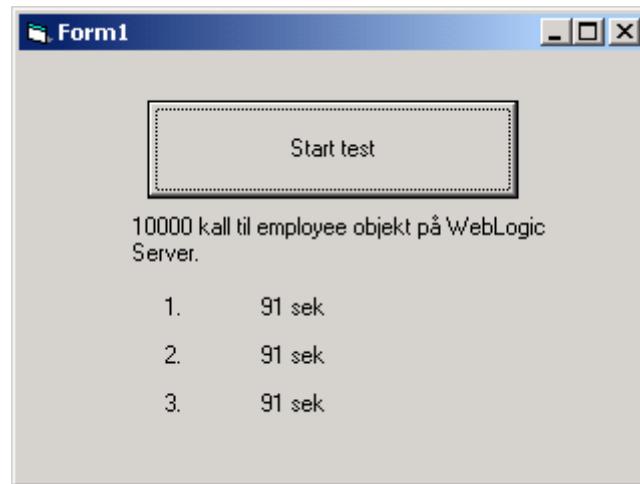 Form1
Start test
10000 kall til employee objekt på WebLogic
Server.
1. 91 sek
2. 91 sek
3. 91 sek